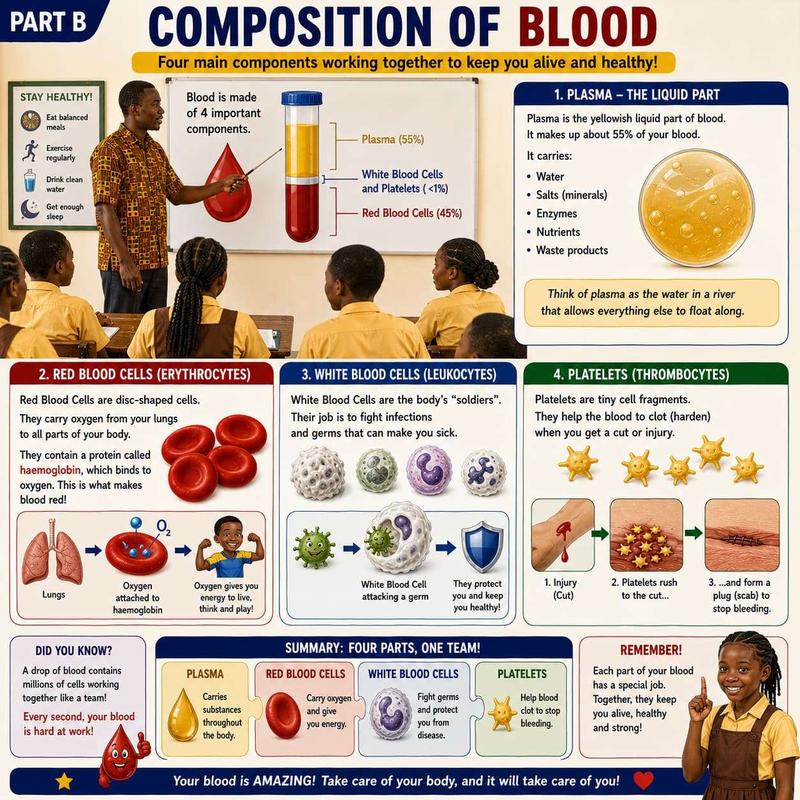 PART B
COMPOSITION OF BLOOD
Four main components working together to keep you alive and healthy!
STAY HEALTHY!
Eat balanced
meals
Exercise
regularly
Drink clean
water
Get enough
sleep
Blood is made
of 4 important
components.
Plasma (55%)
White Blood Cells
and Platelets ( <1%)
Red Blood Cells (45%)
1. PLASMA – THE LIQUID PART
Plasma is the yellowish liquid part of blood.
It makes up about 55% of your blood.
It carries:
• Water
• Salts (minerals)
• Enzymes
• Nutrients
• Waste products
Think of plasma as the water in a river
that allows everything else to float along.
2. RED BLOOD CELLS (ERYTHROCYTES)
Red Blood Cells are disc-shaped cells.
They carry oxygen from your lungs
to all parts of your body.
They contain a protein called
haemoglobin, which binds to
oxygen. This is what makes
blood red!
O₂
Lungs
Oxygen
attached to
haemoglobin
Oxygen gives you
energy to live,
think and play!
3. WHITE BLOOD CELLS (LEUKOCYTES)
White Blood Cells are the body's "soldiers".
Their job is to fight infections
and germs that can make you sick.
White Blood Cell
attacking a germ
They protect
you and keep
you healthy!
4. PLATELETS (THROMBOCYTES)
Platelets are tiny cell fragments.
They help the blood to clot (harden)
when you get a cut or injury.
1. Injury
(Cut)
2. Platelets rush
to the cut...
3. ...and form a
plug (scab) to
stop bleeding.
DID YOU KNOW?
A drop of blood contains
millions of cells working
together like a team!
Every second, your blood
is hard at work!
SUMMARY: FOUR PARTS, ONE TEAM!
PLASMA
Carries
substances
throughout
the body.
RED BLOOD CELLS
Carry oxygen
and give
you energy.
WHITE BLOOD CELLS
Fight germs
and protect
you from
disease.
PLATELETS
Help blood
clot to stop
bleeding.
REMEMBER!
Each part of your blood
has a special job.
Together, they keep
you alive, healthy
and strong!
Your blood is AMAZING! Take care of your body, and it will take care of you!